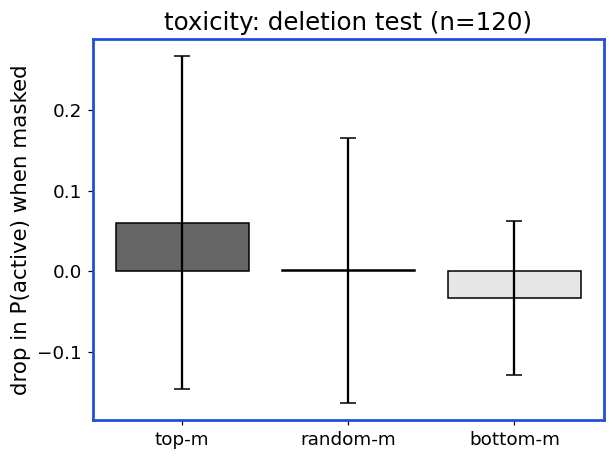 toxicity: deletion test (n=120)
drop in P(active) when masked
0.2
0.1
0.0
−0.1
top-m
random-m
bottom-m